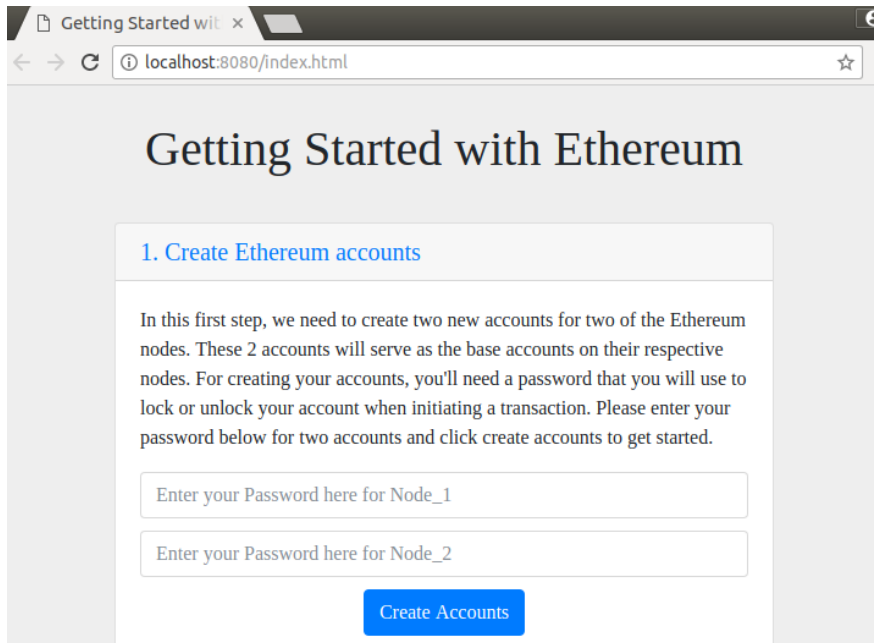 Getting Started wit
localhost:8080/index.html
Getting Started with Ethereum
1. Create Ethereum accounts
In this first step, we need to create two new accounts for two of the Ethereum
nodes. These 2 accounts will serve as the base accounts on their respective
nodes. For creating your accounts, you'll need a password that you will use to
lock or unlock your account when initiating a transaction. Please enter your
password below for two accounts and click create accounts to get started.
Enter your Password here for Node_1
Enter your Password here for Node_2
Create Accounts